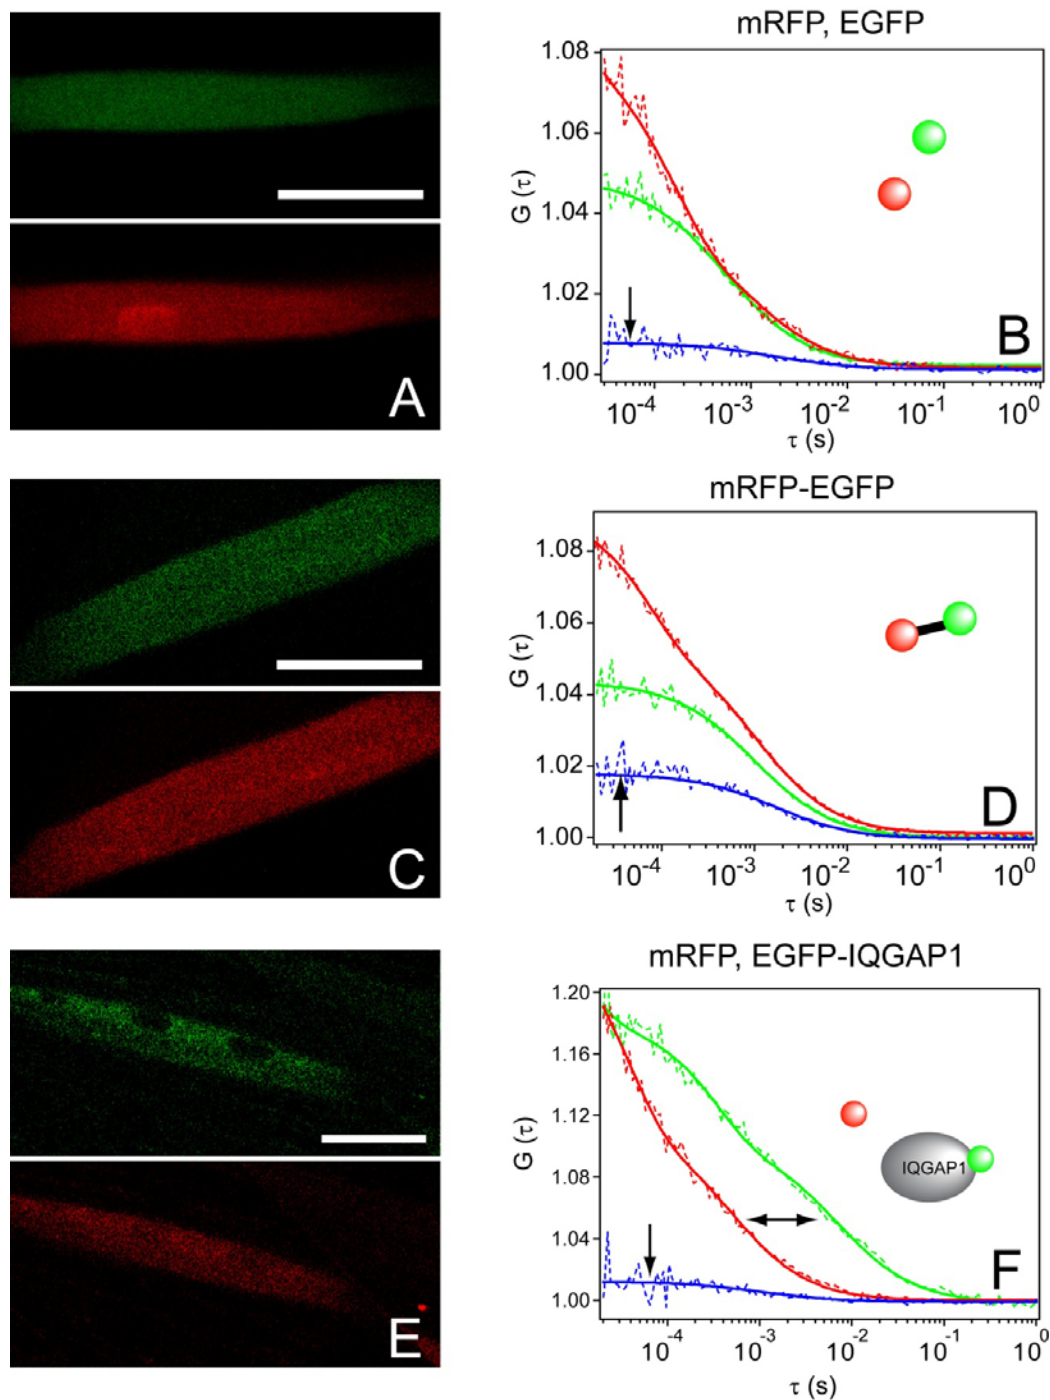 A
mRFP, EGFP
1.08
1.06
1.04
1.02
1.00
G (τ)
B
10⁻⁴ 10⁻³ 10⁻² 10⁻¹ 10⁰
τ (s)
C
mRFP-EGFP
1.08
1.06
1.04
1.02
1.00
G (τ)
D
10⁻⁴ 10⁻³ 10⁻² 10⁻¹ 10⁰
τ (s)
E
mRFP, EGFP-IQGAP1
1.20
1.16
1.12
1.08
1.04
1.00
G (τ)
IQGAP1
F
10⁻⁴ 10⁻³ 10⁻² 10⁻¹ 10⁰
τ (s)